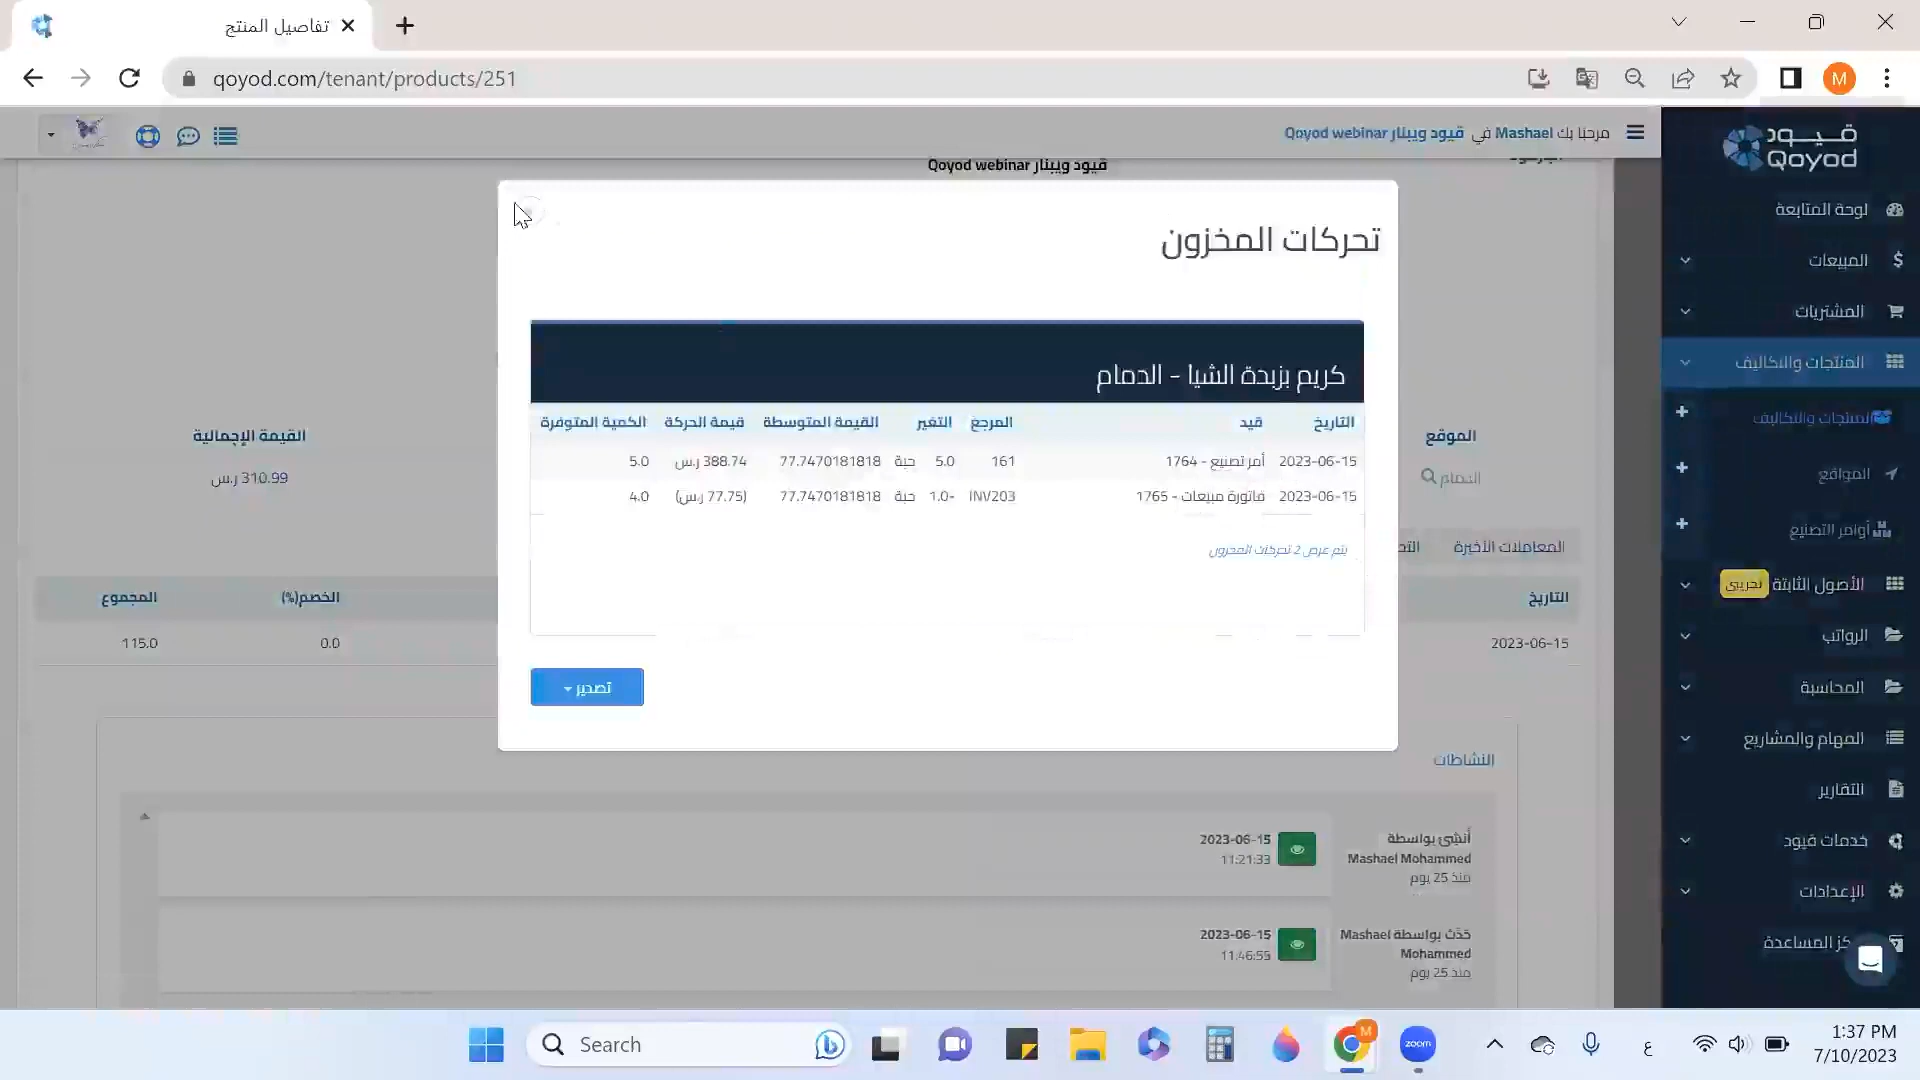 تفاصيل المنتج
qoyod.com/tenant/products/251
M
مرحبًا بك Mashael في قيود ويبنار Qoyod webinar
قيود
Qoyod
قيود ويبنار Qoyod webinar
لوحة المتابعة
المبيعات
المشتريات
المنتجات والتكاليف
المنتجات والتكاليف
المواقع
أوامر التصنيع
الأصول الثابتة تجريبي
الرواتب
المحاسبة
المهام والمشاريع
التقارير
خدمات قيود
الإعدادات
كز المساعدة
تحركات المخزون
كريم بزبدة الشيا - الدمام
التاريخ قيد المرجع التغير القيمة المتوسطة قيمة الحركة الكمية المتوفرة
2023-06-15 أمر تصنيع - 1764 161 5.0 حبة 77.7470181818 388.74 ر.س 5.0
2023-06-15 فاتورة مبيعات - 1765 INV203 -1.0 حبة 77.7470181818 (77.75 ر.س) 4.0
يتم عرض 2 تحركات المخزون
تصدير
الموقع القيمة الإجمالية
الدمام 310.99 ر.س
المعاملات الأخيرة التح
التاريخ الخصم(%) المجموع
2023-06-15 0.0 115.0
النشاطات
أنشئ بواسطة
Mashael Mohammed
منذ 25 يوم
2023-06-15
11:21:33
حُدّث بواسطة Mashael
Mohammed
منذ 25 يوم
2023-06-15
11:46:55
Search
M
zoom
ع
1:37 PM
7/10/2023